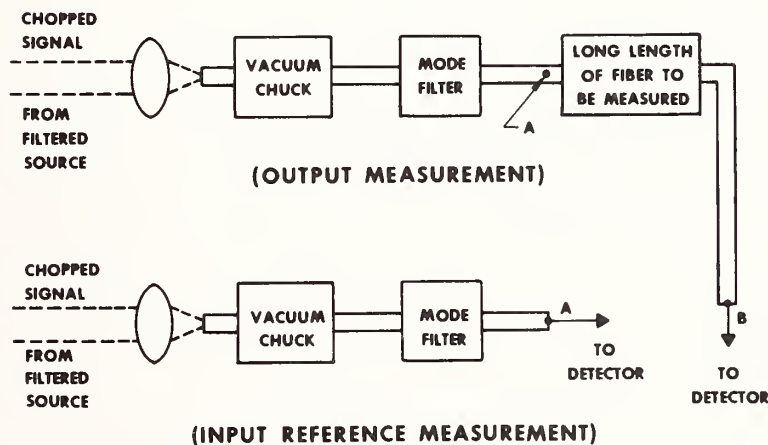 CHOPPED
SIGNAL
FROM
FILTERED
SOURCE
VACUUM
CHUCK
MODE
FILTER
A
LONG LENGTH
OF FIBER TO
BE MEASURED
(OUTPUT MEASUREMENT)
CHOPPED
SIGNAL
FROM
FILTERED
SOURCE
VACUUM
CHUCK
MODE
FILTER
A
TO
DETECTOR
B
TO
DETECTOR
(INPUT REFERENCE MEASUREMENT)